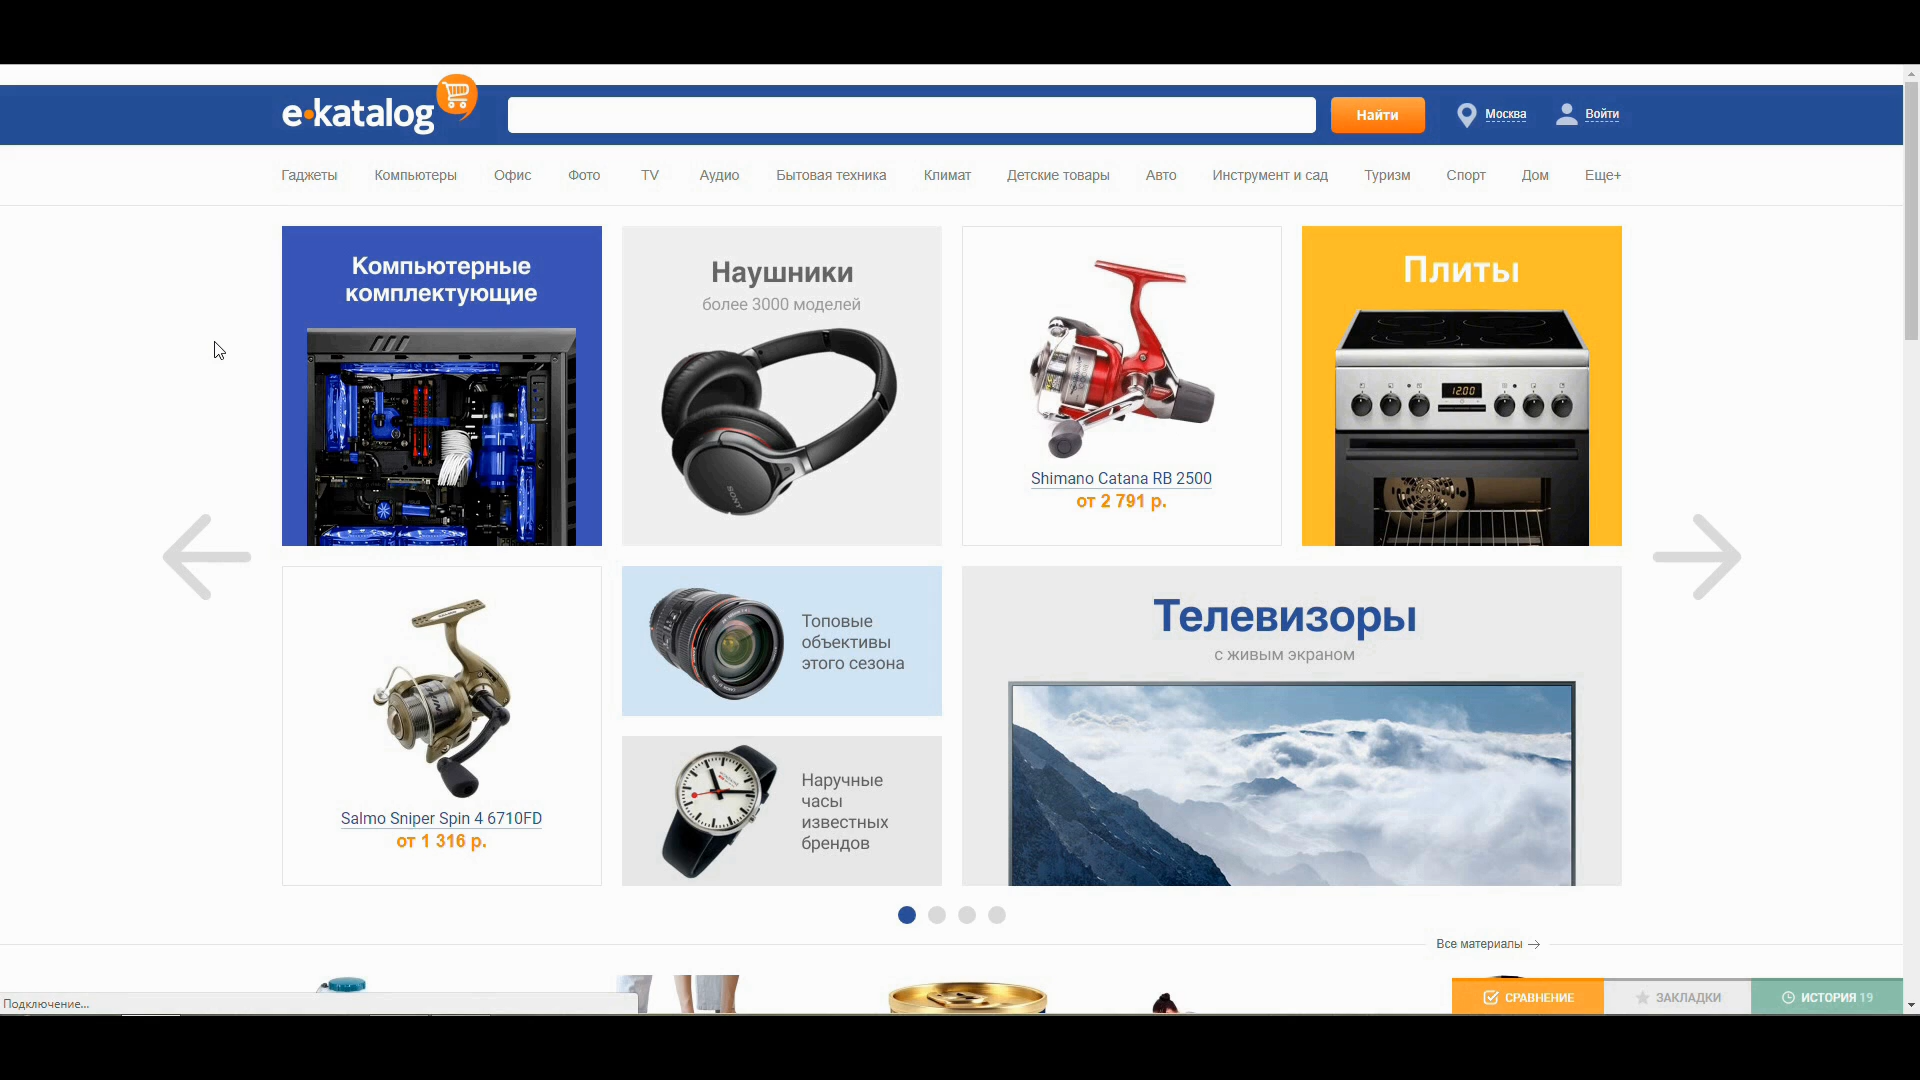 e·katalog
Найти
Москва
Войти
Гаджеты Компьютеры Офис Фото TV Аудио Бытовая техника Климат Детские товары Авто Инструмент и сад Туризм Спорт Дом Еще+
Компьютерные
комплектующие
Наушники
более 3000 моделей
SONY
Shimano Catana RB 2500
от 2 791 р.
Плиты
12:00
Salmo Sniper Spin 4 6710FD
от 1 316 р.
Топовые
объективы
этого сезона
Наручные
часы
известных
брендов
Телевизоры
с живым экраном
Все материалы →
Подключение...
СРАВНЕНИЕ
ЗАКЛАДКИ
ИСТОРИЯ 19